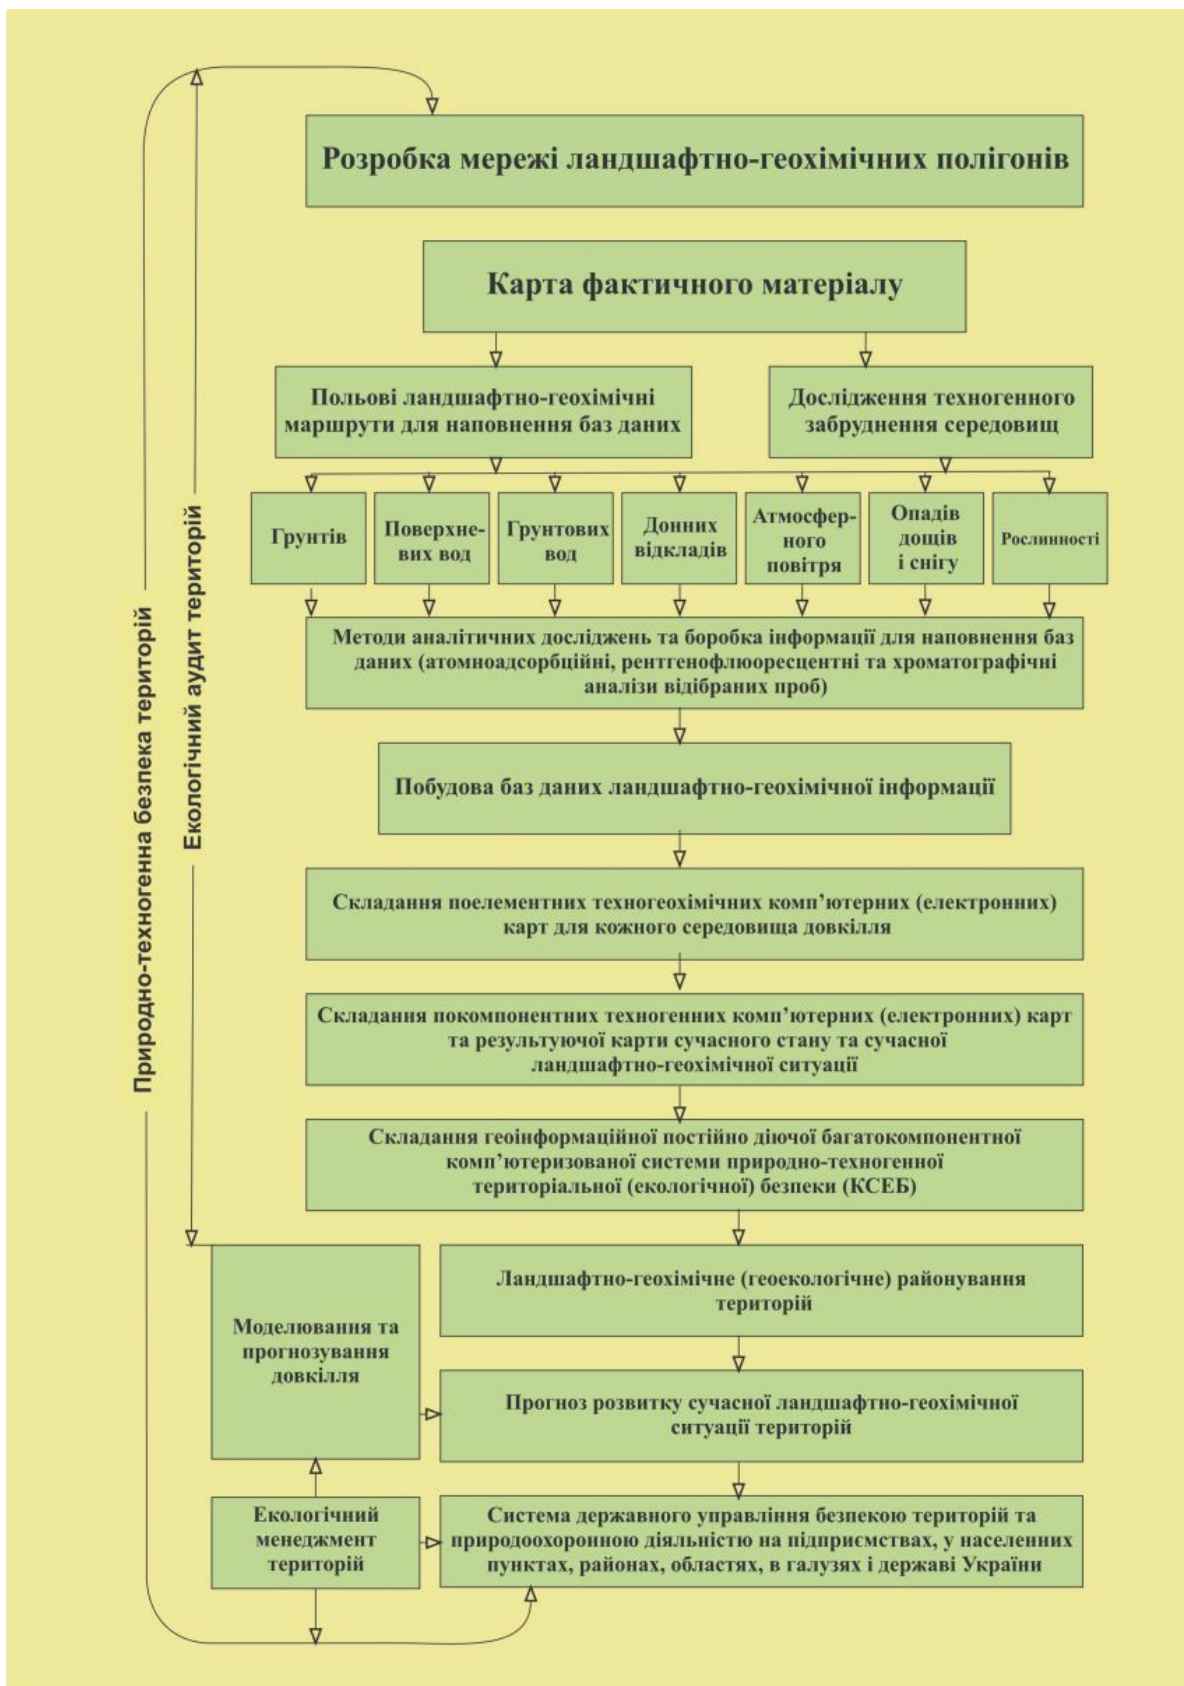 Розробка мережі ландшафтно-геохімічних полігонів
Карта фактичного матеріалу
Польові ландшафтно-геохімічні
маршрути для наповнення баз даних
Дослідження техногенного
забруднення середовищ
Грунтів
Поверхне-
вих вод
Грунтових
вод
Донних
відкладів
Атмосфер-
ного
повітря
Опадів
дощів
і снігу
Рослинності
Методи аналітичних досліджень та боробка інформації для наповнення баз
даних (атомноадсорбційні, рентгенофлюоресцентні та хроматографічні
аналізи відібраних проб)
Побудова баз даних ландшафтно-геохімічної інформації
Складання поелементних техногеохімічних комп’ютерних (електронних)
карт для кожного середовища довкілля
Складання покомпонентних техногенних комп’ютерних (електронних) карт
та результуючої карти сучасного стану та сучасної
ландшафтно-геохімічної ситуації
Складання геоінформаційної постійно діючої багатокомпонентної
комп’ютеризованої системи природно-техногенної
територіальної (екологічної) безпеки (КСЕБ)
Ландшафтно-геохімічне (геоекологічне) районування
територій
Моделювання та
прогнозування
довкілля
Прогноз розвитку сучасної ландшафтно-геохімічної
ситуації територій
Екологічний
менеджмент
територій
Система державного управління безпекою територій та
природоохоронною діяльністю на підприємствах, у населенних
пунктах, районах, областях, в галузях і державі України
Природно-техногенна безпека територій
Екологічний аудит територій